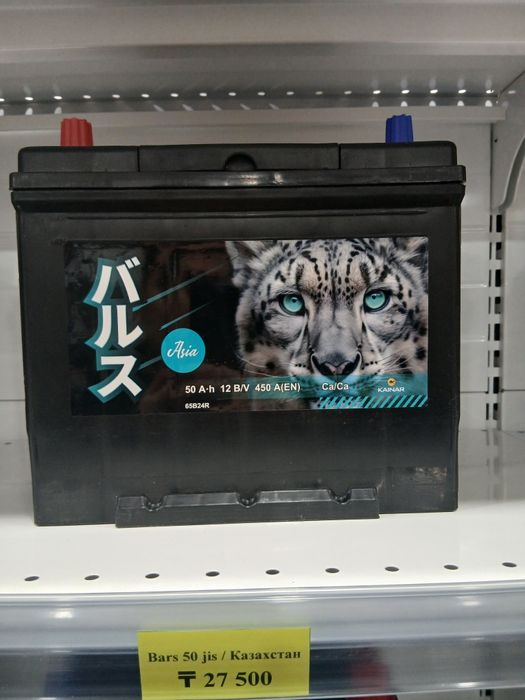 バルス
Asia
50 A·h 12 B/V 450 A(EN) Ca/Ca
KAINAR
65B24R
Bars 50 jis / Казахстан
₸ 27 500